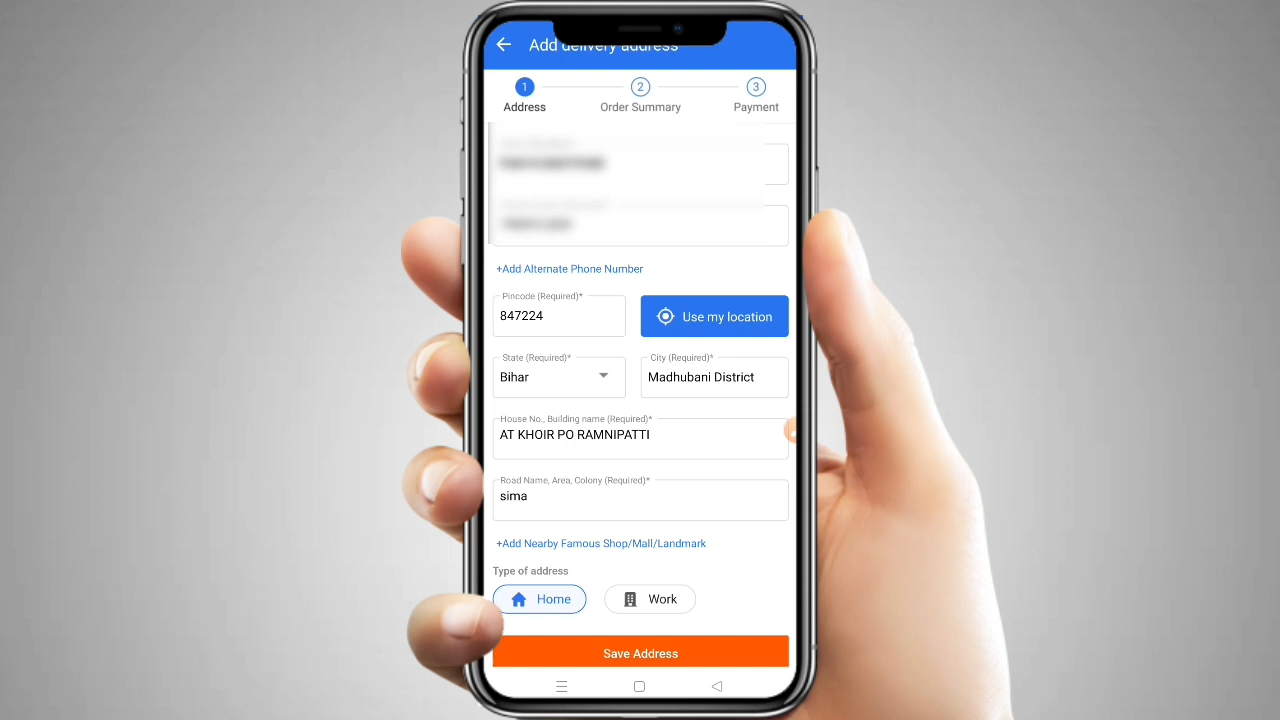 Add delivery address
1
2
3
Address
Order Summary
Payment
+Add Alternate Phone Number
Pincode (Required)*
847224
Use my location
State (Required)*
City (Required)*
Bihar
Madhubani District
House No., Building name (Required)*
AT KHOIR PO RAMNIPATTI
Road Name, Area, Colony (Required)*
sima
+Add Nearby Famous Shop/Mall/Landmark
Type of address
Home
Work
Save Address